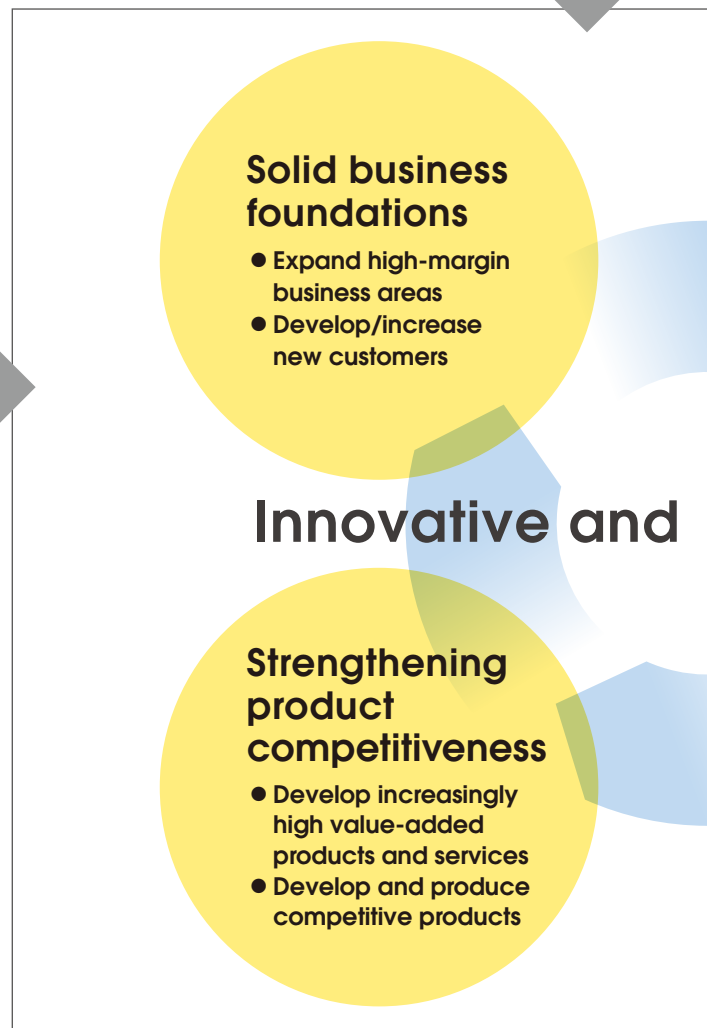 Solid business
foundations
● Expand high-margin
business areas
● Develop/increase
new customers
Innovative and
Strengthening
product
competitiveness
● Develop increasingly
high value-added
products and services
● Develop and produce
competitive products